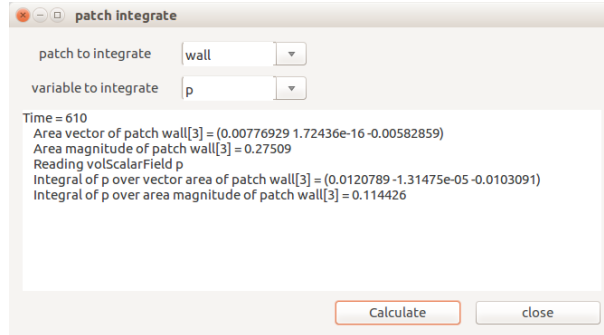 patch integrate
patch to integrate wall
variable to integrate p
Time = 610
Area vector of patch wall[3] = (0.00776929 1.72436e-16 -0.00582859)
Area magnitude of patch wall[3] = 0.27509
Reading volScalarField p
Integral of p over vector area of patch wall[3] = (0.0120789 -1.31475e-05 -0.0103091)
Integral of p over area magnitude of patch wall[3] = 0.114426
Calculate close